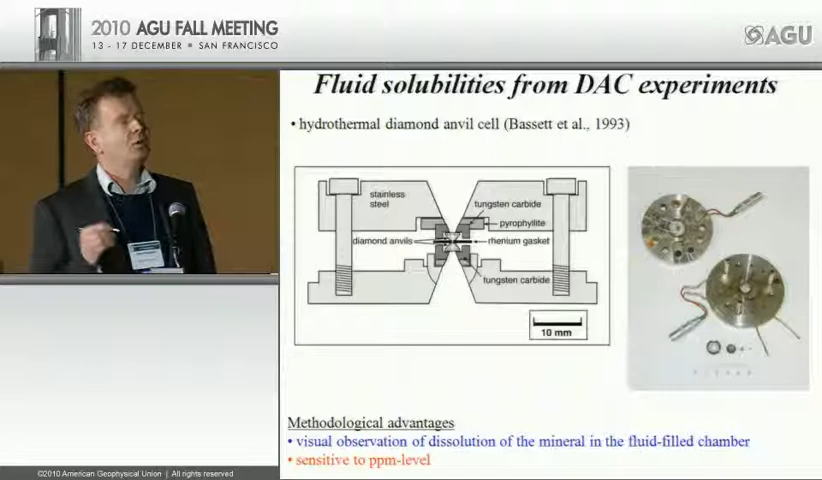 2010 AGU FALL MEETING
13 - 17 DECEMBER ■ SAN FRANCISCO
AGU
Fluid solubilities from DAC experiments
• hydrothermal diamond anvil cell (Bassett et al., 1993)
stainless
steel
tungsten carbide
pyrophyllite
diamond anvils
rhenium gasket
tungsten carbide
10 mm
Methodological advantages
• visual observation of dissolution of the mineral in the fluid-filled chamber
• sensitive to ppm-level
©2010 American Geophysical Union | All rights reserved